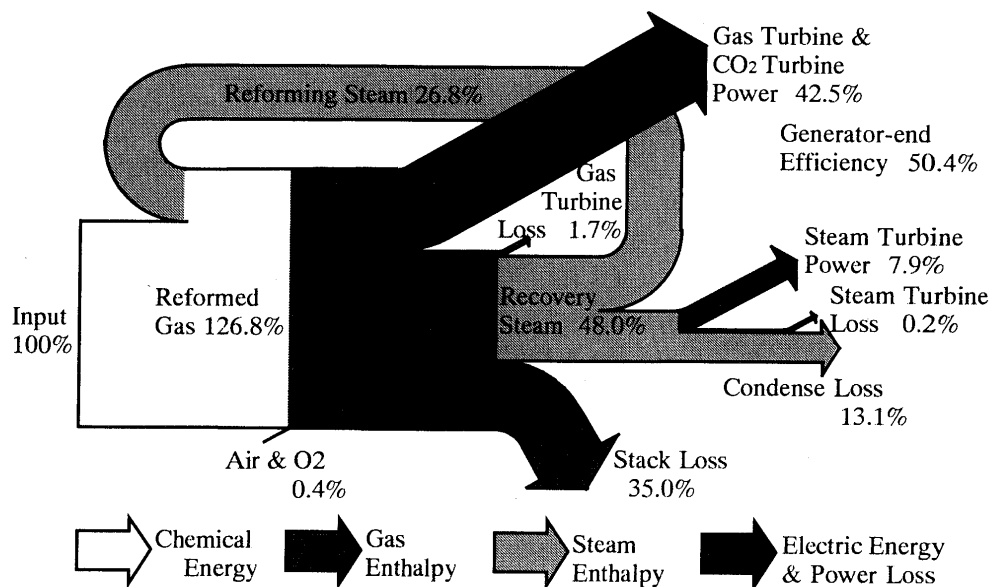 Gas Turbine &
CO2 Turbine
Power 42.5%
Reforming Steam 26.8%
Generator-end
Efficiency 50.4%
Gas
Turbine
Loss 1.7%
Steam Turbine
Power 7.9%
Input
100%
Reformed
Gas 126.8%
Recovery
Steam 48.0%
Steam Turbine
Loss 0.2%
Condense Loss
13.1%
Air & O2
0.4%
Stack Loss
35.0%
Chemical
Energy
Gas
Enthalpy
Steam
Enthalpy
Electric Energy
& Power Loss